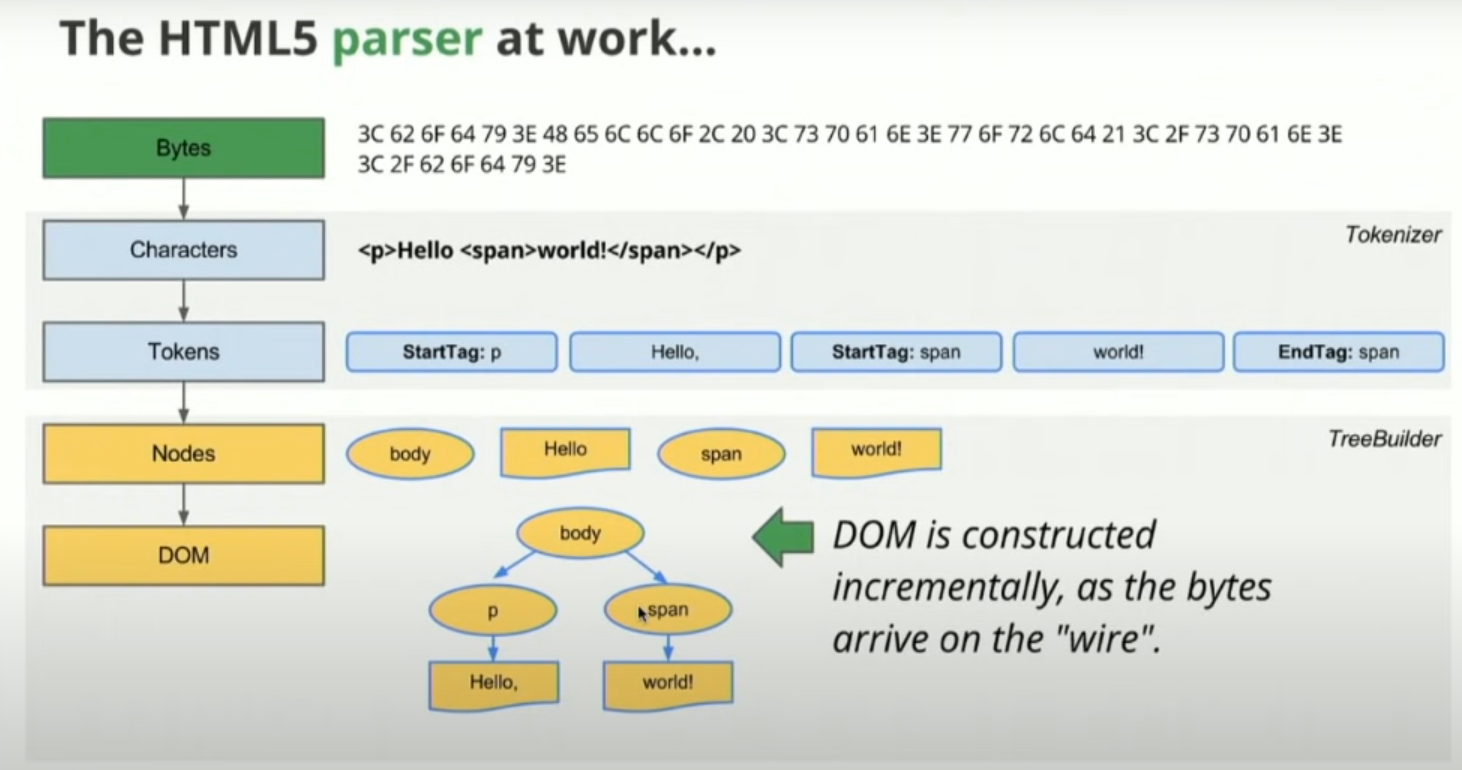 The HTML5 parser at work...
Bytes
3C 62 6F 64 79 3E 48 65 6C 6C 6F 2C 20 3C 73 70 61 6E 3E 77 6F 72 6C 64 21 3C 2F 73 70 61 6E 3E
3C 2F 62 6F 64 79 3E
Characters
<p>Hello <span>world!</span></p>
Tokenizer
Tokens
StartTag: p
Hello,
StartTag: span
world!
EndTag: span
Nodes
body
Hello
span
world!
TreeBuilder
DOM
body
p
span
Hello,
world!
DOM is constructed
incrementally, as the bytes
arrive on the "wire".